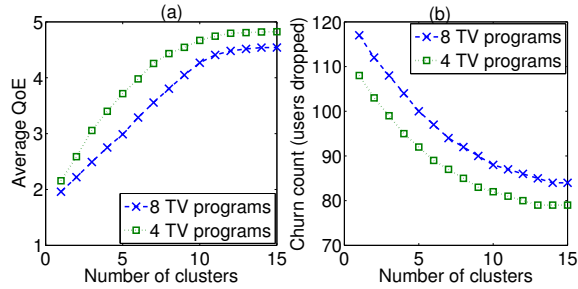 (a)
5
4
3
2
1
Average QoE
0
5
10
15
Number of clusters
8 TV programs
4 TV programs
(b)
120
110
100
90
80
70
Churn count (users dropped)
0
5
10
15
Number of clusters
8 TV programs
4 TV programs